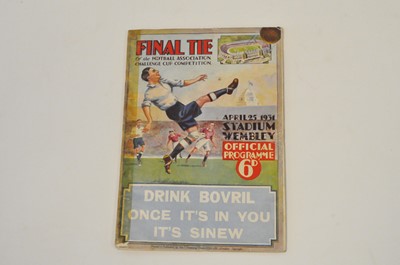 FINAL TIE
OF THE FOOTBALL ASSOCIATION
CHALLENGE CUP COMPETITION
APRIL 25, 1931
STADIUM
WEMBLEY
OFFICIAL
PROGRAMME
6D
DRINK BOVRIL
ONCE IT'S IN YOU
IT'S SINEW